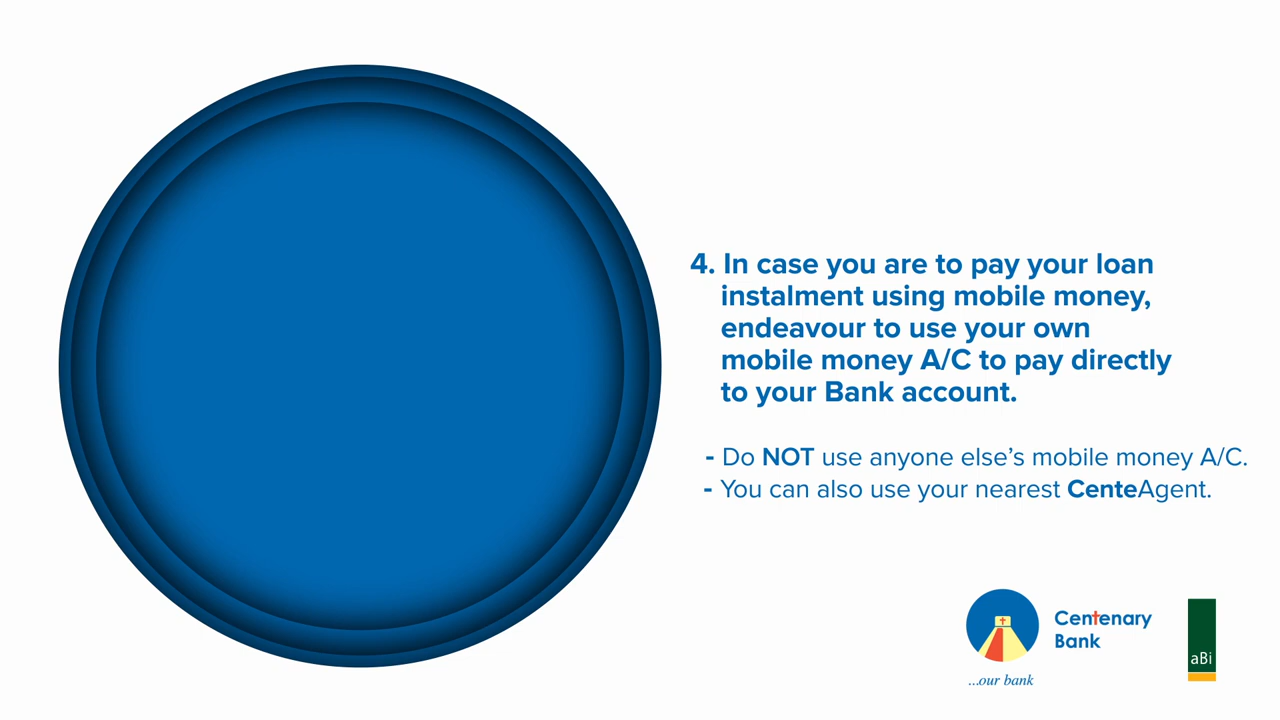 4. In case you are to pay your loan
instalment using mobile money,
endeavour to use your own
mobile money A/C to pay directly
to your Bank account.
- Do NOT use anyone else's mobile money A/C.
- You can also use your nearest CenteAgent.
Centenary
Bank
...our bank
aBi